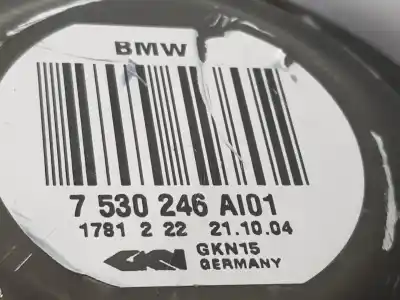 BMW
7 530 246 AI01
1781 2 22 21.10.04
GKN
GKN15
GERMANY